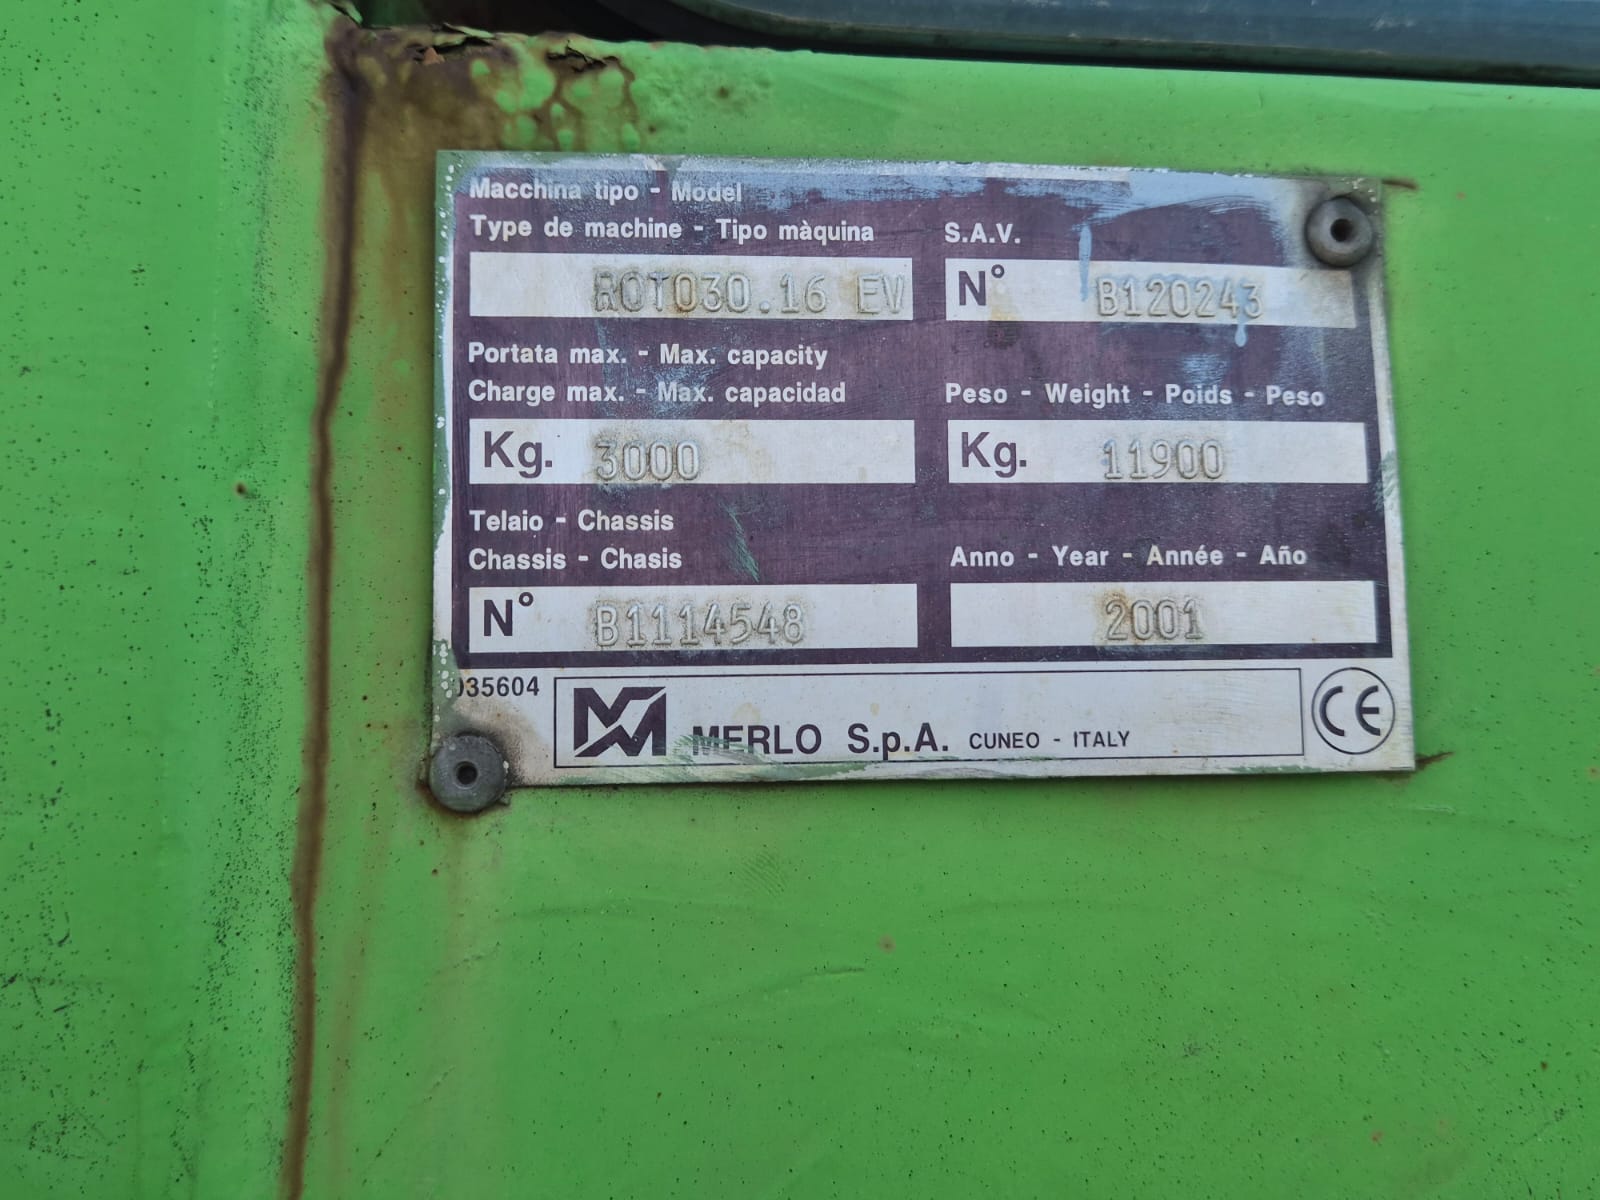 Macchina tipo - Model
Type de machine - Tipo màquina
ROTO30.16 EV
S.A.V.
N° B120243
Portata max. - Max. capacity
Charge max. - Max. capacidad
Kg. 3000
Peso - Weight - Poids - Peso
Kg. 11900
Telaio - Chassis
Chassis - Chasis
N° B1114548
Anno - Year - Année - Año
2001
035604
MERLO S.p.A. CUNEO - ITALY
CE